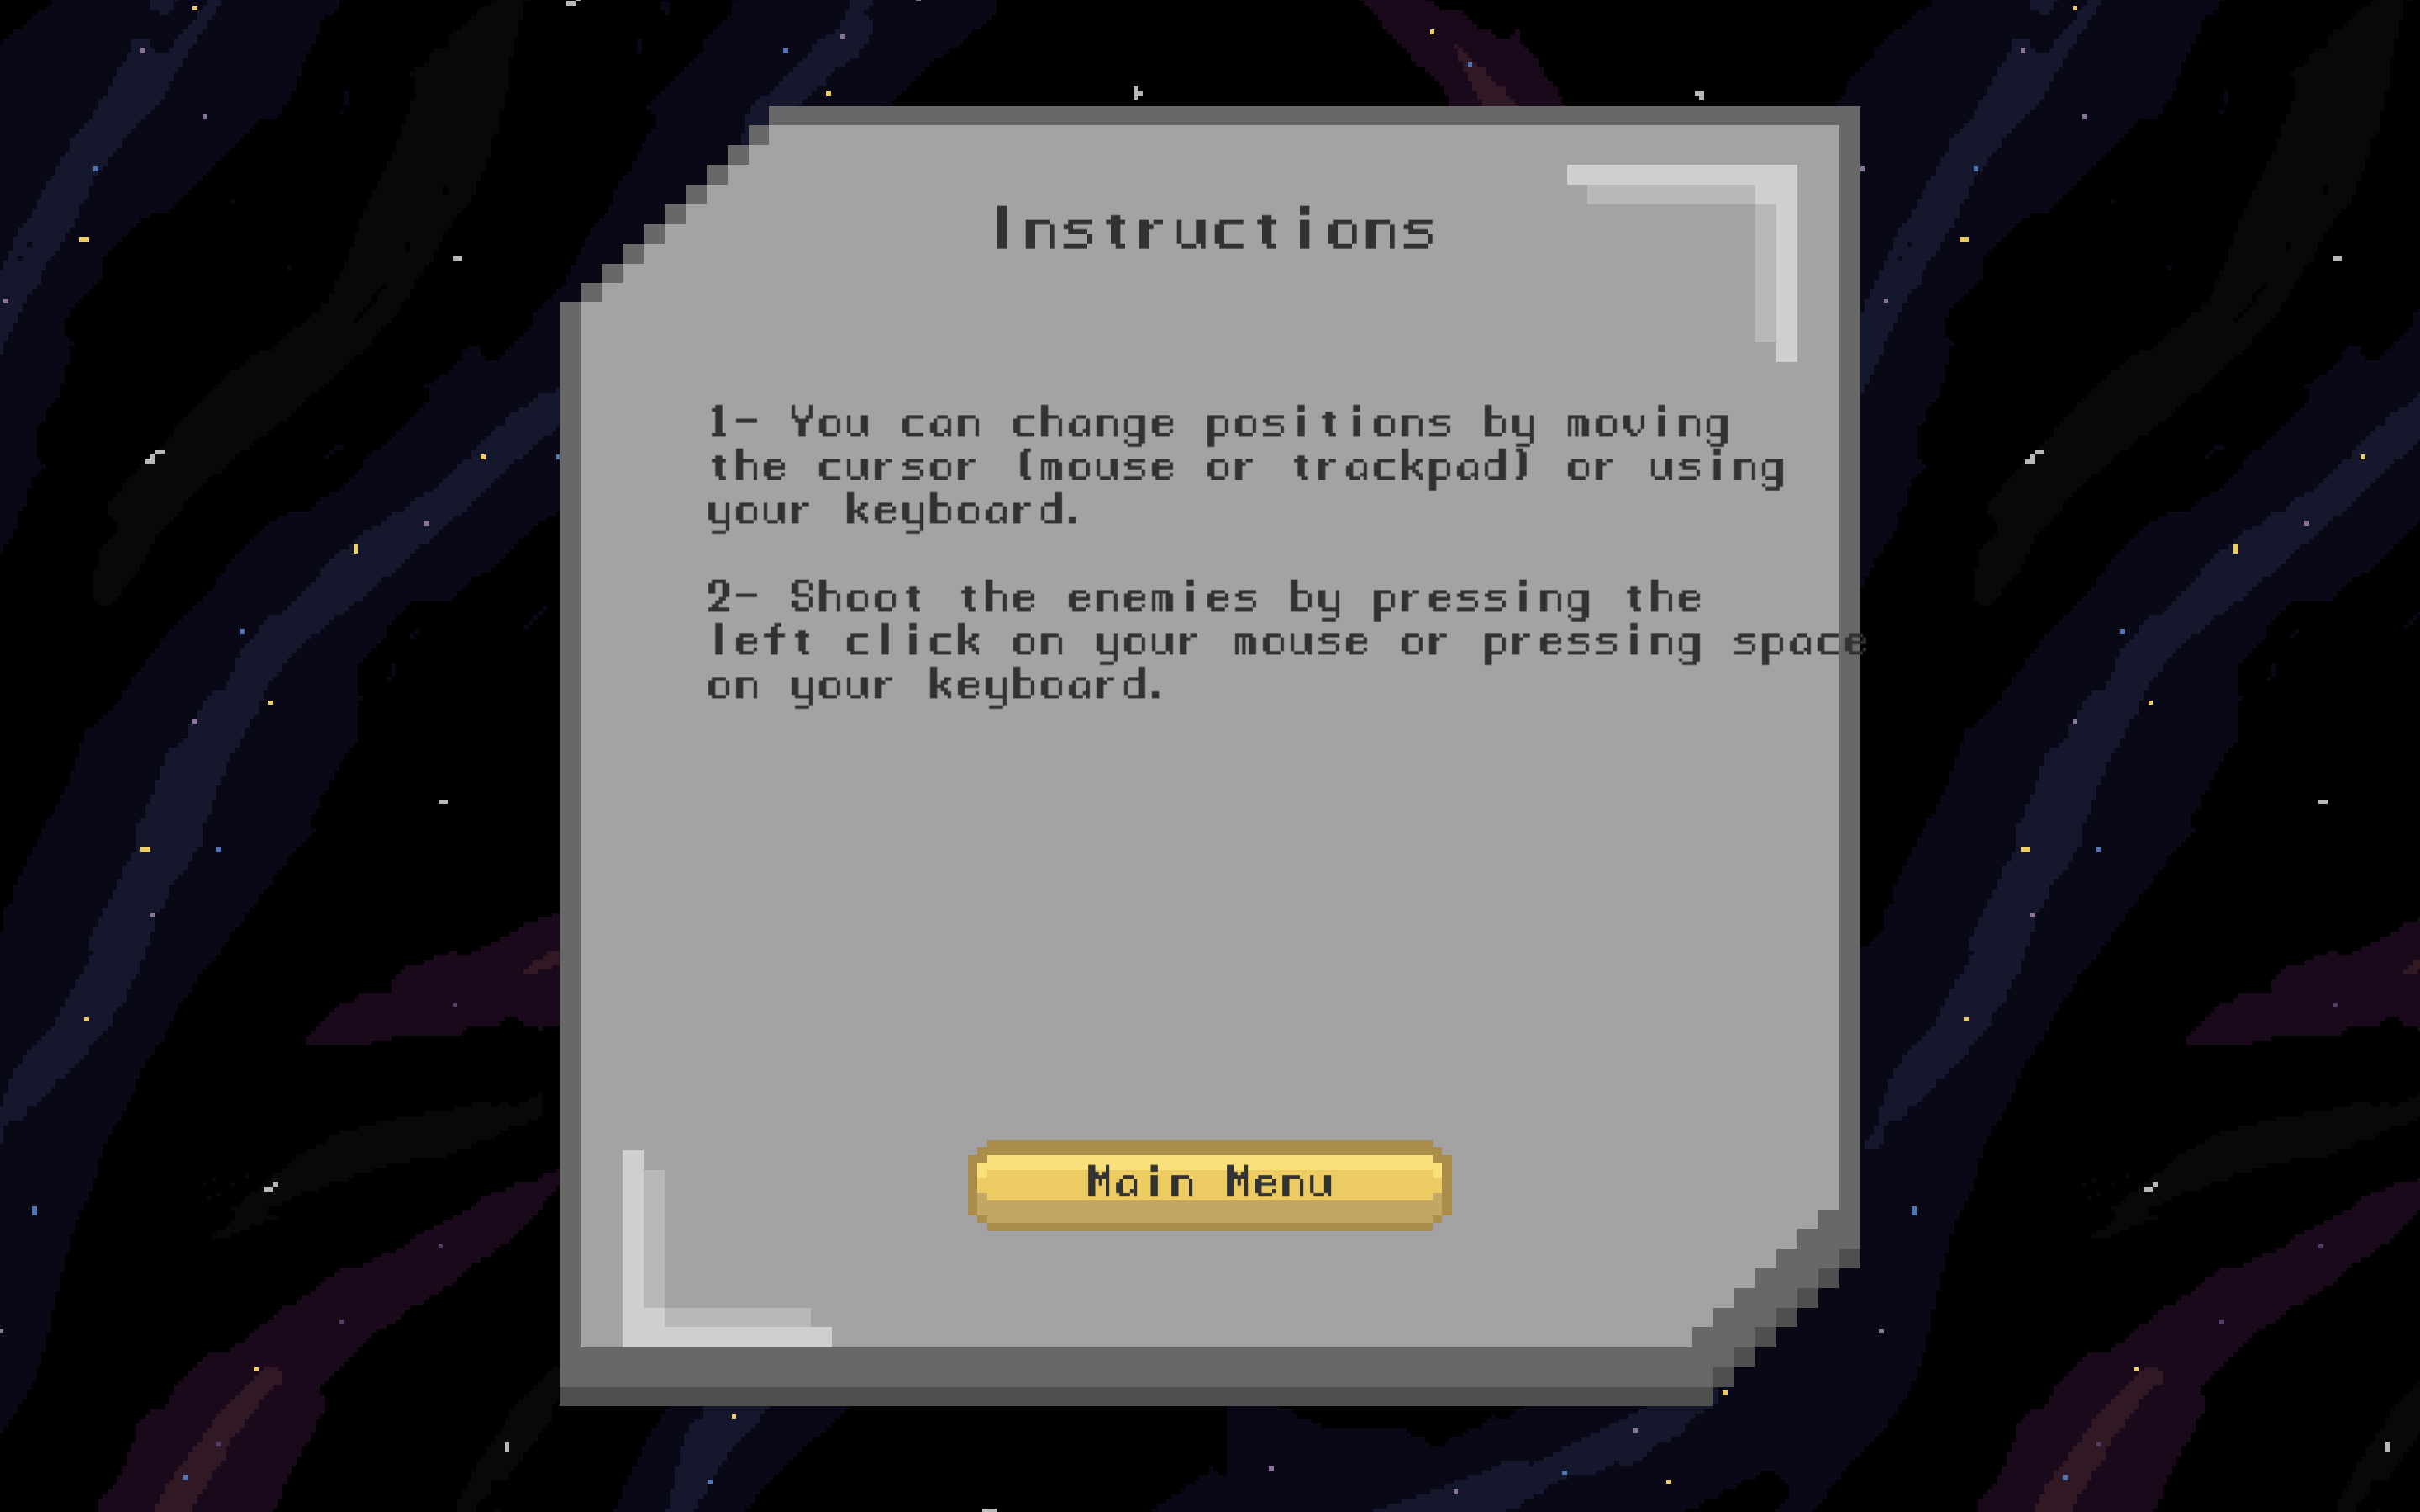 Instructions
1- You can change positions by moving
the cursor (mouse or trackpad) or using
your keyboard.
2- Shoot the enemies by pressing the
left click on your mouse or pressing space
on your keyboard.
Main Menu